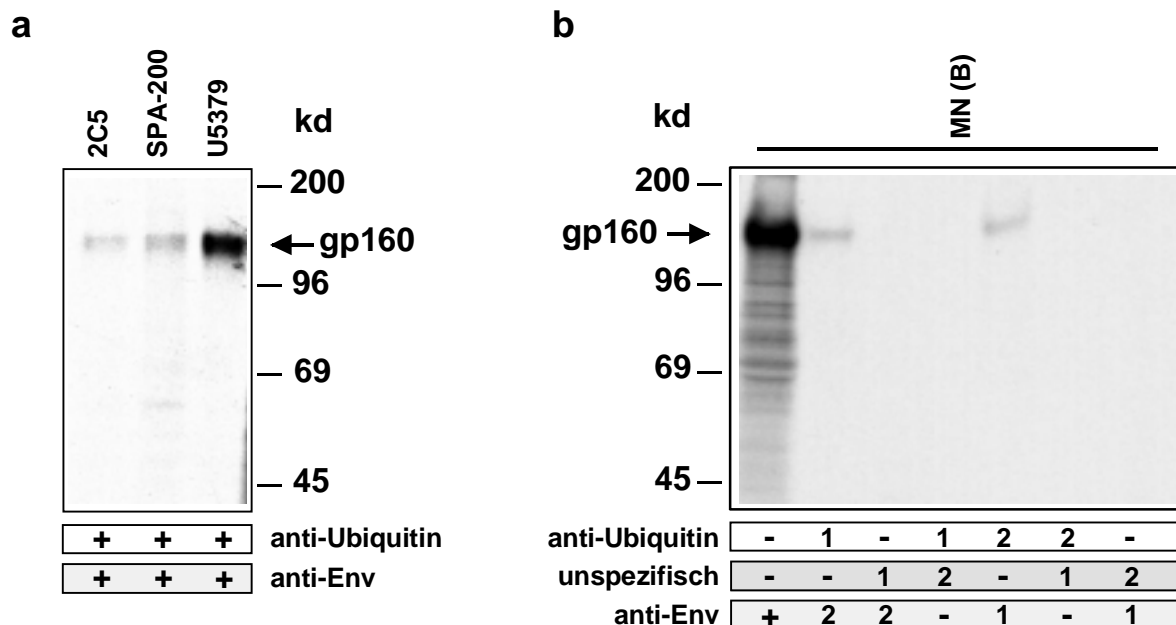 a
2C5
SPA-200
U5379
kd
200
gp160
96
69
45
+ + + anti-Ubiquitin
+ + + anti-Env
b
MN (B)
kd
200
gp160
96
69
45
anti-Ubiquitin - 1 - 1 2 2 -
unspezifisch - - 1 2 - 1 2
anti-Env + 2 2 - 1 - 1